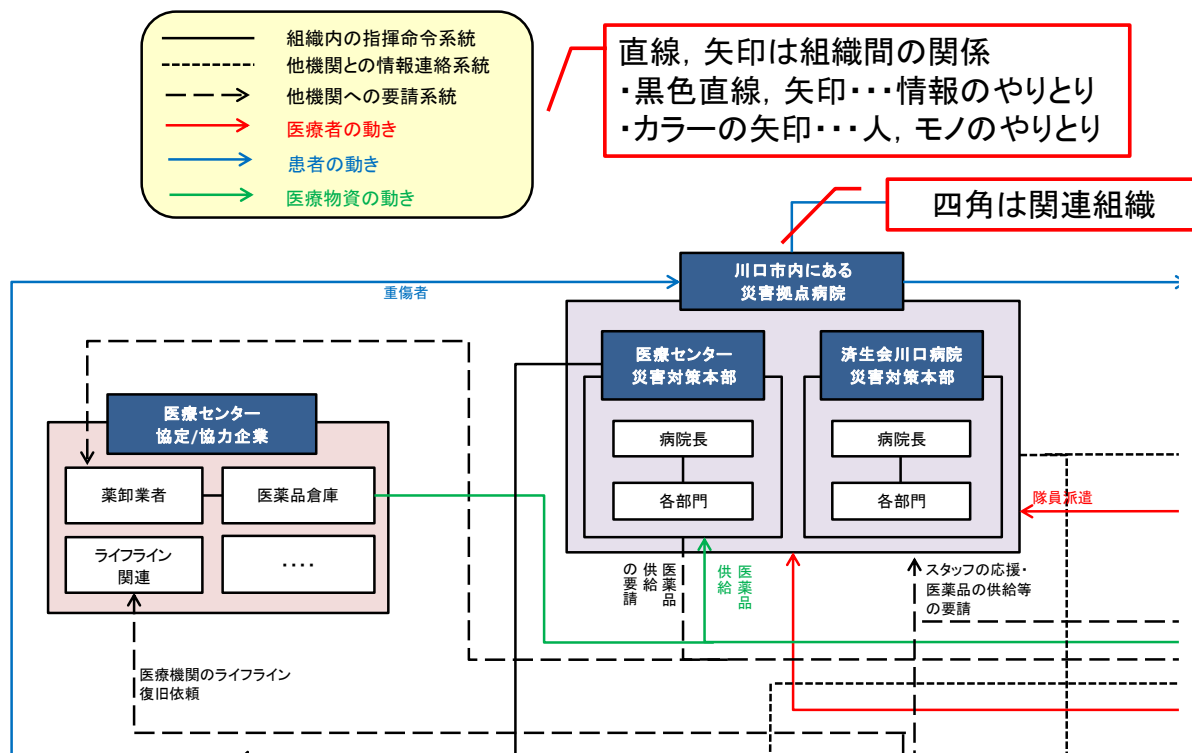 組織内の指揮命令系統
他機関との情報連絡系統
他機関への要請系統
医療者の動き
患者の動き
医療物資の動き
直線，矢印は組織間の関係
・黒色直線，矢印・・・情報のやりとり
・カラーの矢印・・・人，モノのやりとり
四角は関連組織
川口市内にある
災害拠点病院
重傷者
医療センター
災害対策本部
済生会川口病院
災害対策本部
医療センター
協定/協力企業
病院長
病院長
薬卸業者
医薬品倉庫
各部門
各部門
隊員派遣
ライフライン
関連
・・・・
医薬品
供給
の要請
医薬品
供給
スタッフの応援・
医薬品の供給等
の要請
医療機関のライフライン
復旧依頼